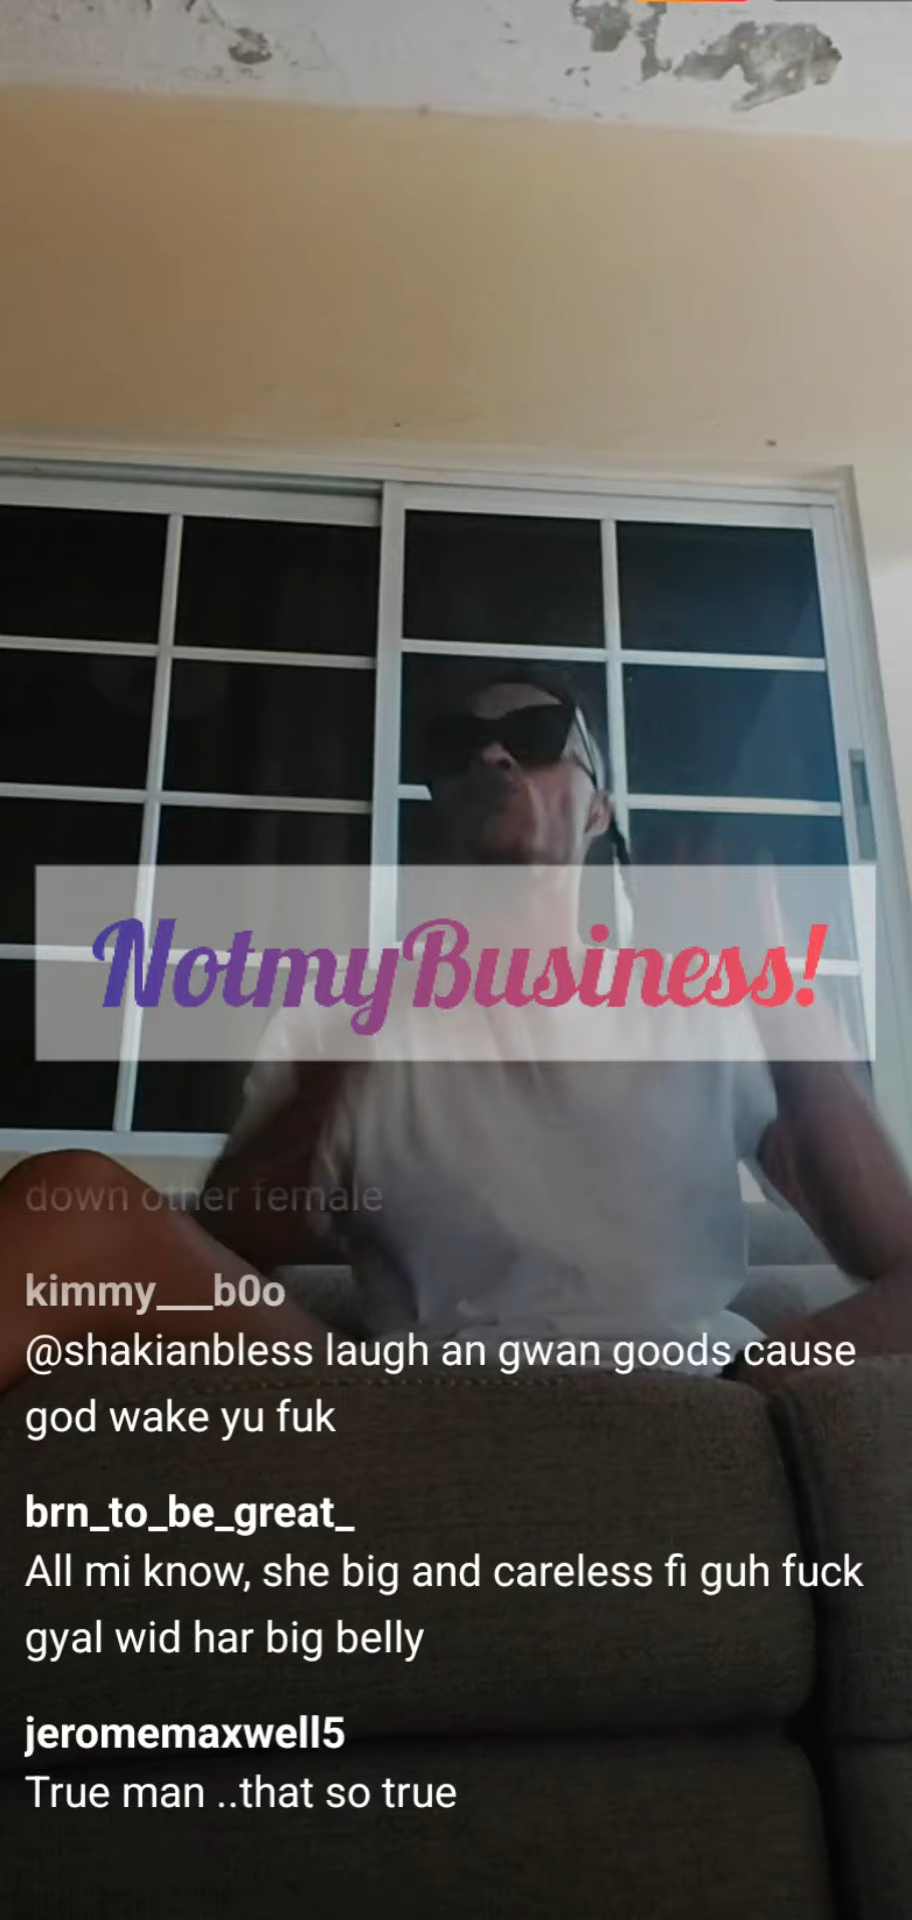 NotmyBusiness!
down other female
kimmy___b0o
@shakianbless laugh an gwan goods cause
god wake yu fuk
brn_to_be_great_
All mi know, she big and careless fi guh fuck
gyal wid har big belly
jeromemaxwell5
True man ..that so true